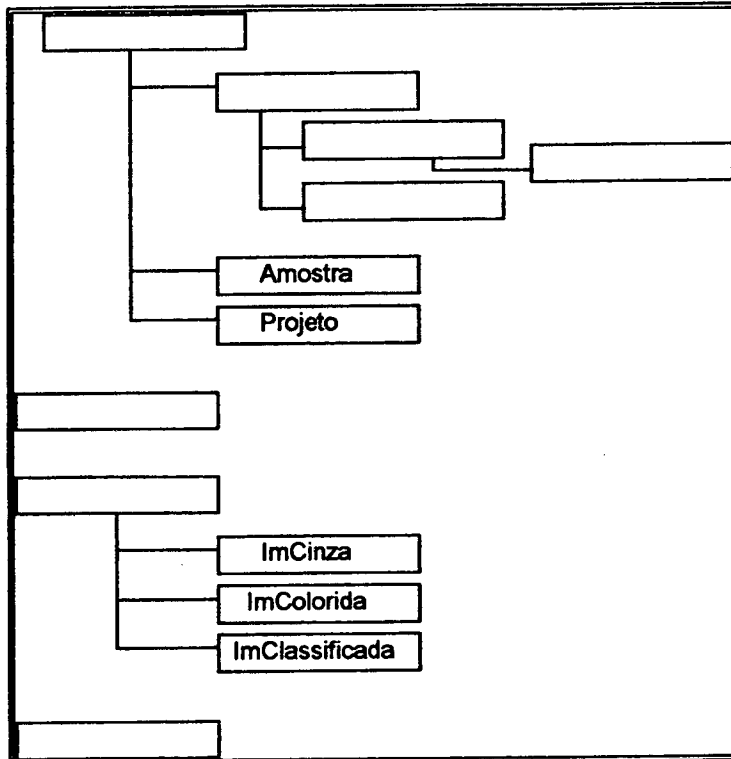 Amostra
Projeto
ImCinza
ImColorida
ImClassificada